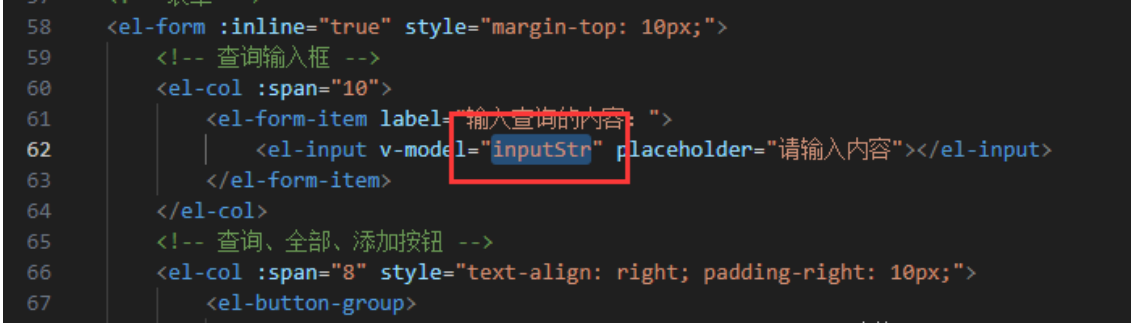 58 <el-form :inline="true" style="margin-top: 10px;">
59 <!-- 查询输入框 -->
60 <el-col :span="10">
61 <el-form-item label="输入查询的内容：">
62 <el-input v-model="inputStr" placeholder="请输入内容"></el-input>
63 </el-form-item>
64 </el-col>
65 <!-- 查询、全部、添加按钮 -->
66 <el-col :span="8" style="text-align: right; padding-right: 10px;">
67 <el-button-group>